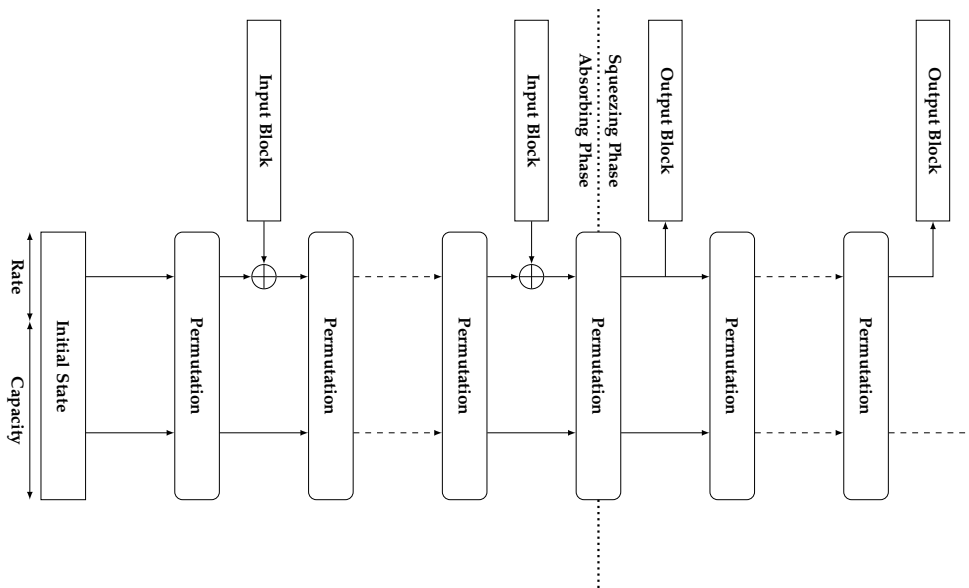 Input Block
Input Block
Absorbing Phase
Squeezing Phase
Output Block
Output Block
Rate
Capacity
Initial State
Permutation
Permutation
Permutation
Permutation
Permutation
Permutation